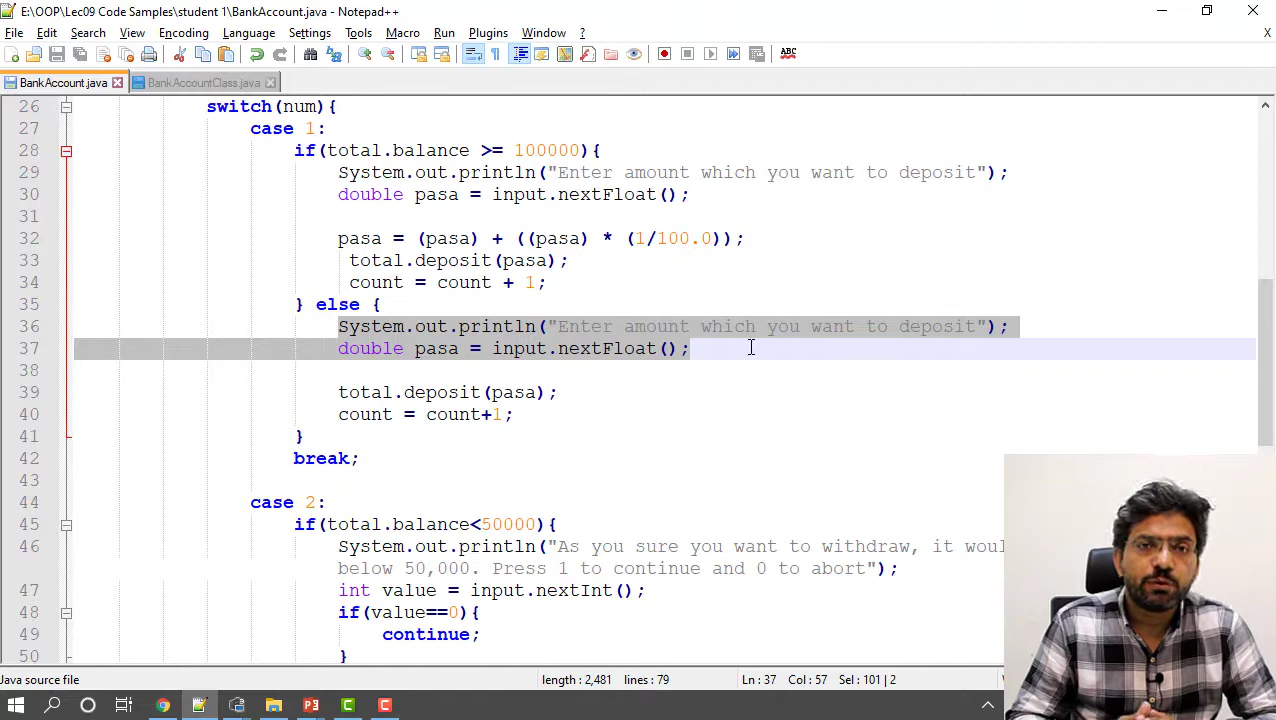 E:\OOP\Lec09 Code Samples\student 1\BankAccount.java - Notepad++
File Edit Search View Encoding Language Settings Tools Macro Run Plugins Window ? X
ABC
BankAccount.java BankAccountClass.java
26 switch(num){
27 case 1:
28 if(total.balance >= 100000){
29 System.out.println("Enter amount which you want to deposit");
30 double pasa = input.nextFloat();
31
32 pasa = (pasa) + ((pasa) * (1/100.0));
33 total.deposit(pasa);
34 count = count + 1;
35 } else {
36 System.out.println("Enter amount which you want to deposit");
37 double pasa = input.nextFloat();
38
39 total.deposit(pasa);
40 count = count+1;
41 }
42 break;
43
44 case 2:
45 if(total.balance<50000){
46 System.out.println("As you sure you want to withdraw, it
below 50,000. Press 1 to continue and 0 to abort");
47 int value = input.nextInt();
48 if(value==0){
49 continue;
50 }
Java source file length : 2,481 lines : 79 Ln : 37 Col : 57 Sel : 101 | 2